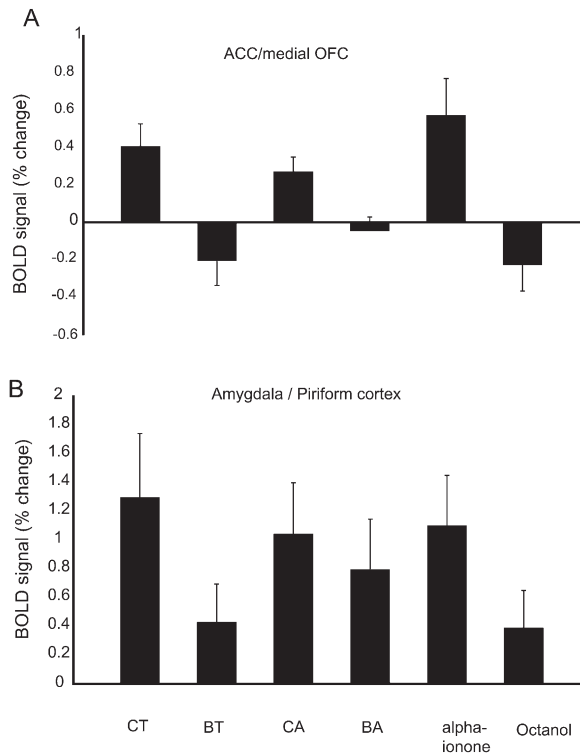 A
ACC/medial OFC
BOLD signal (% change)
1
0.8
0.6
0.4
0.2
0
-0.2
-0.4
-0.6
B
Amygdala / Piriform cortex
BOLD signal (% change)
2
1.8
1.6
1.4
1.2
1
0.8
0.6
0.4
0.2
0
CT BT CA BA alpha- Octanol
ionone